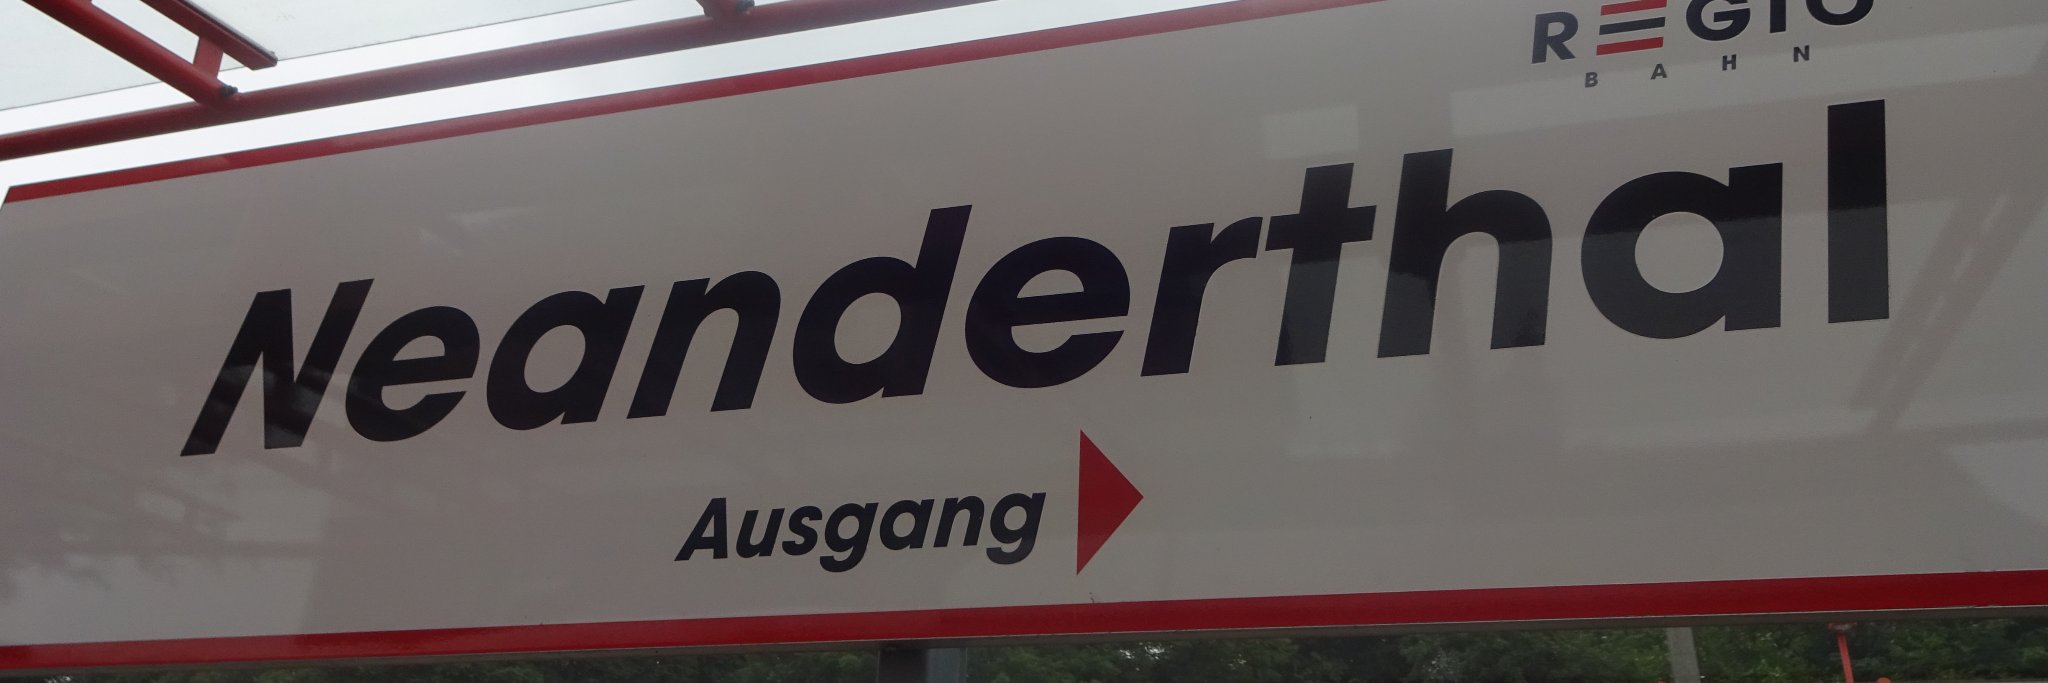 REGIO
BAHN
Neanderthal
Ausgang